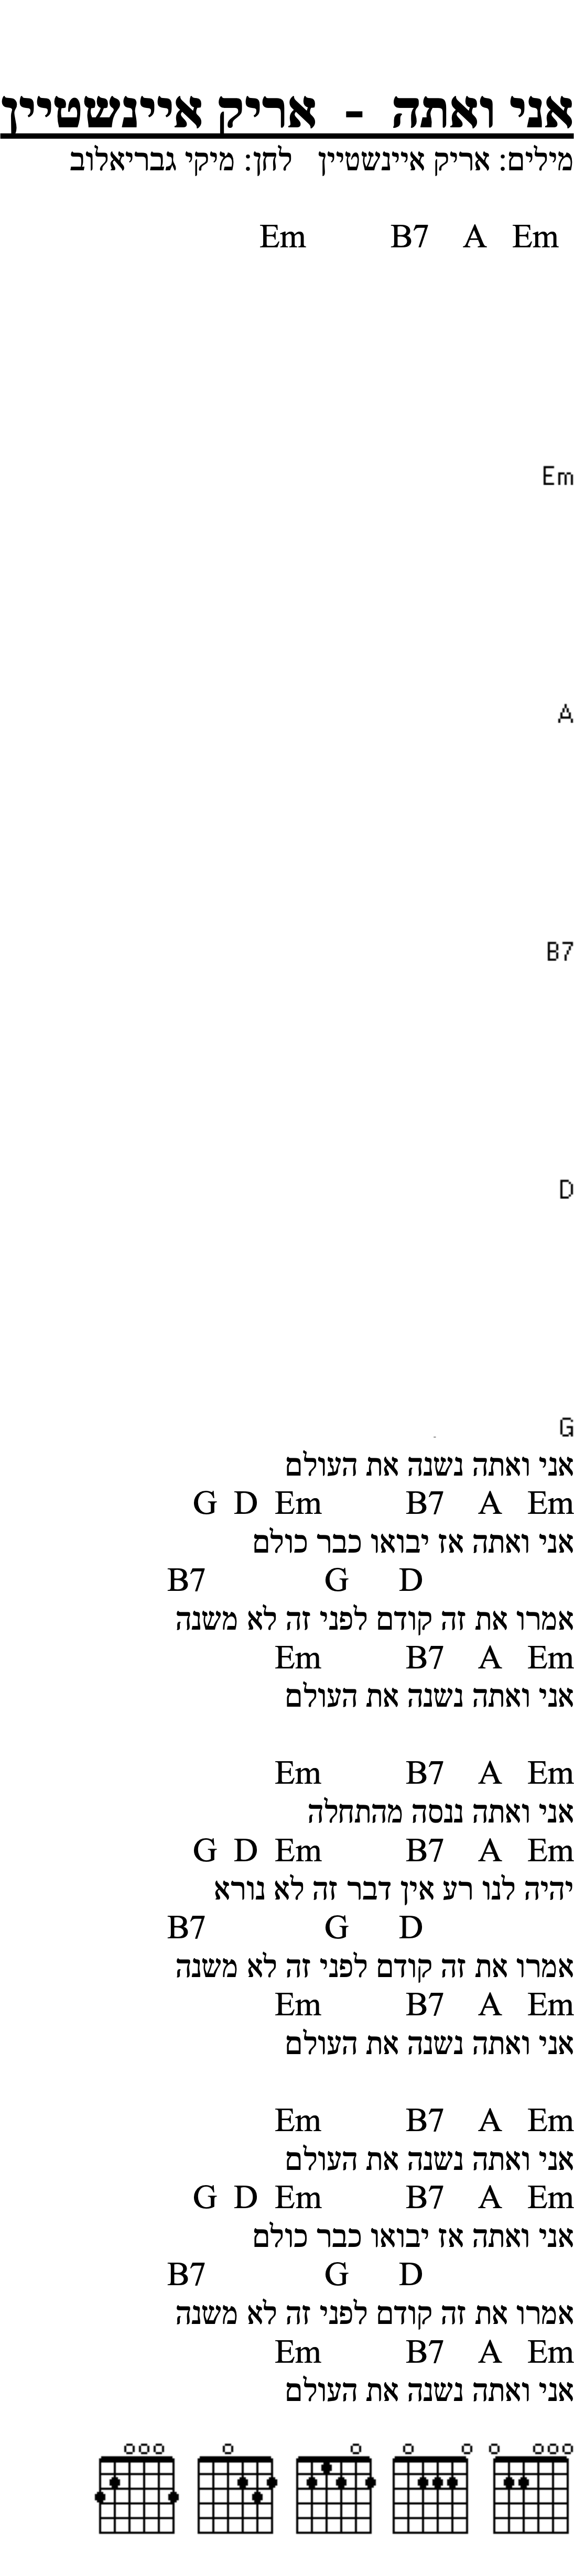 אני ואתה - אריק איינשטיין
מילים: אריק איינשטיין לחן: מיקי גבריאלוב
Em B7 A Em
Em
A
B7
D
G
אני ואתה נשנה את העולם
G D Em B7 A Em
אני ואתה אז יבואו כבר כולם
B7 G D
אמרו את זה קודם לפני זה לא משנה
Em B7 A Em
אני ואתה נשנה את העולם
Em B7 A Em
אני ואתה ננסה מהתחלה
G D Em B7 A Em
יהיה לנו רע אין דבר זה לא נורא
B7 G D
אמרו את זה קודם לפני זה לא משנה
Em B7 A Em
אני ואתה נשנה את העולם
Em B7 A Em
אני ואתה נשנה את העולם
G D Em B7 A Em
אני ואתה אז יבואו כבר כולם
B7 G D
אמרו את זה קודם לפני זה לא משנה
Em B7 A Em
אני ואתה נשנה את העולם